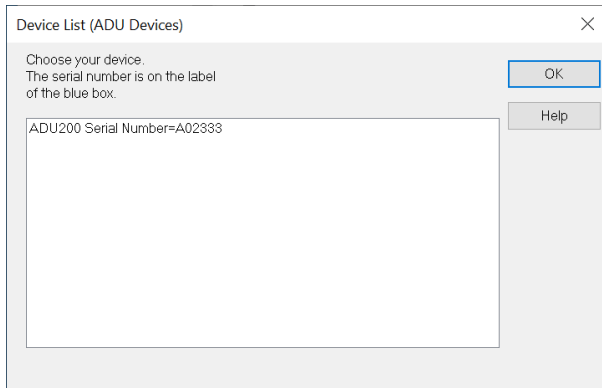 Device List (ADU Devices)
Choose your device.
The serial number is on the label
of the blue box.
OK
Help
ADU200 Serial Number=A02333